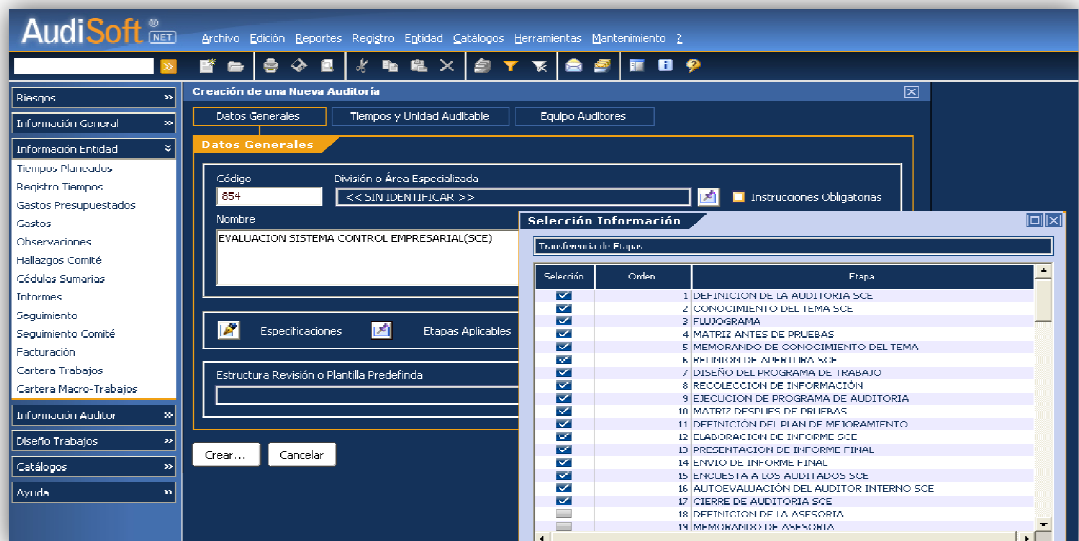 AudiSoft ® .NET
Archivo Edición Reportes Registro Entidad Catálogos Herramientas Mantenimiento ?
Riesgos »
Información General »
Información Entidad
Tiempos Planeados
Registro Tiempos
Gastos Presupuestados
Gastos
Observaciones
Hallazgos Comité
Cédulas Sumarias
Informes
Seguimiento
Seguimiento Comité
Facturación
Cartera Trabajos
Cartera Macro-Trabajos
Información Auditor »
Diseño Trabajos »
Catálogos »
Ayuda »
Creación de una Nueva Auditoría
Datos Generales Tiempos y Unidad Auditable Equipo Auditores
Datos Generales
Código División o Área Especializada
854 << SIN IDENTIFICAR >> Instrucciones Obligatorias
Nombre
EVALUACION SISTEMA CONTROL EMPRESARIAL(SCE)
Especificaciones Etapas Aplicables
Estructura Revisión o Plantilla Predefinda
Crear... Cancelar
Selección Información
Transferencia de Etapas
Selección Orden Etapa
1 DEFINICION DE LA AUDITORIA SCE
2 CONOCIMIENTO DEL TEMA SCE
3 FLUJOGRAMA
4 MATRIZ ANTES DE PRUEBAS
5 MEMORANDO DE CONOCIMIENTO DEL TEMA
6 REUNION DE APERTURA SCE
7 DISEÑO DEL PROGRAMA DE TRABAJO
8 RECOLECCION DE INFORMACIÓN
9 EJECUCION DE PROGRAMA DE AUDITORIA
10 MATRIZ DESPUES DE PRUEBAS
11 DEFINICIÓN DEL PLAN DE MEJORAMIENTO
12 ELABORACION DE INFORME SCE
13 PRESENTACION DE INFORME FINAL
14 ENVIO DE INFORME FINAL
15 ENCUESTA A LOS AUDITADOS SCE
16 AUTOEVALUACIÓN DEL AUDITOR INTERNO SCE
17 CIERRE DE AUDITORIA SCE
18 DEFINICION DE LA ASESORIA
19 MEMORANDO DE ASESORIA